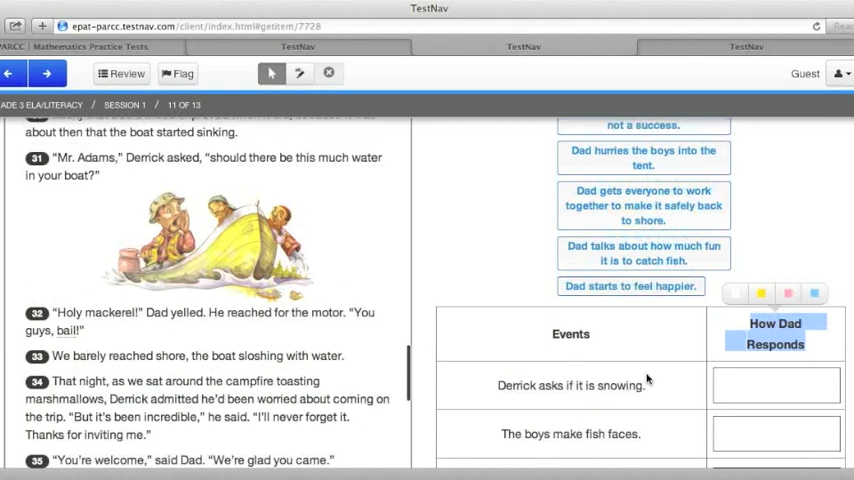 TestNav
epat-parcc.testnav.com/client/index.html#getitem/7728
PARCC | Mathematics Practice Tests
TestNav
TestNav
TestNav
Review
Flag
Guest
ADE 3 ELA/LITERACY / SESSION 1 / 11 OF 13
about then that the boat started sinking.
31 “Mr. Adams,” Derrick asked, “should there be this much water
in your boat?”
32 “Holy mackerel!” Dad yelled. He reached for the motor. “You
guys, bail!”
33 We barely reached shore, the boat sloshing with water.
34 That night, as we sat around the campfire toasting
marshmallows, Derrick admitted he’d been worried about coming on
the trip. “But it’s been incredible,” he said. “I’ll never forget it.
Thanks for inviting me.”
35 “You’re welcome,” said Dad. “We’re glad you came.”
not a success.
Dad hurries the boys into the
tent.
Dad gets everyone to work
together to make it safely back
to shore.
Dad talks about how much fun
it is to catch fish.
Dad starts to feel happier.
Events
How Dad
Responds
Derrick asks if it is snowing.
The boys make fish faces.